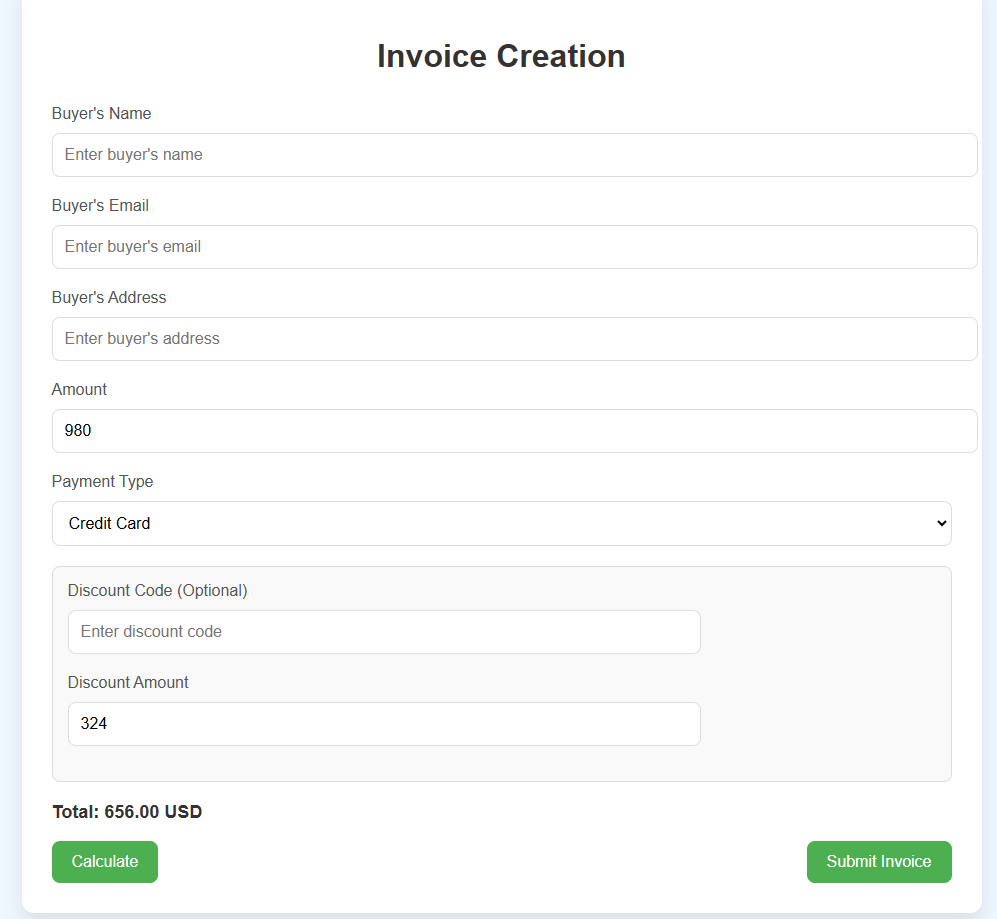 Invoice Creation
Buyer's Name
Enter buyer's name
Buyer's Email
Enter buyer's email
Buyer's Address
Enter buyer's address
Amount
980
Payment Type
Credit Card
Discount Code (Optional)
Enter discount code
Discount Amount
324
Total: 656.00 USD
Calculate
Submit Invoice